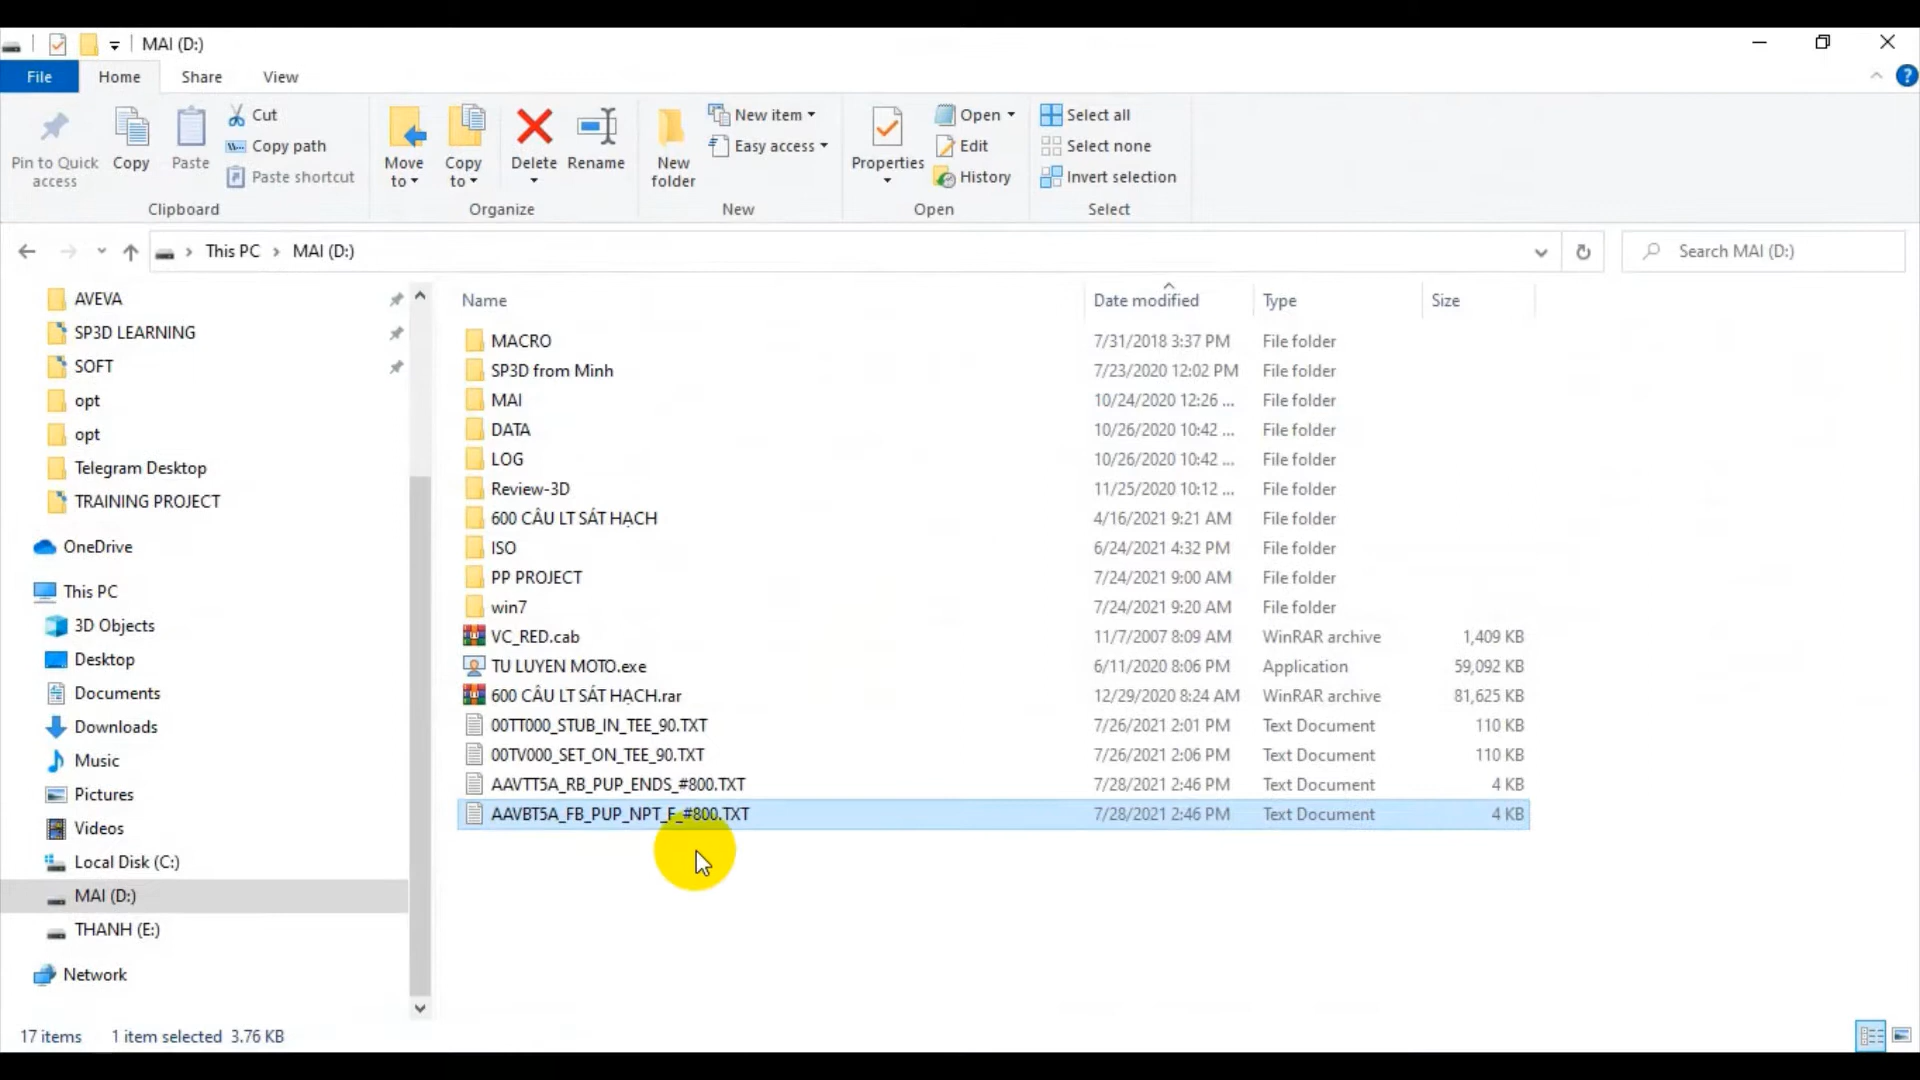 MAI (D:)
File Home Share View
Pin to Quick access
Copy
Paste
Cut
Copy path
Paste shortcut
Clipboard
Move to
Copy to
Delete
Rename
Organize
New folder
New item
Easy access
New
Properties
Open
Edit
History
Open
Select all
Select none
Invert selection
Select
This PC > MAI (D:)
Search MAI (D:)
AVEVA
SP3D LEARNING
SOFT
opt
opt
Telegram Desktop
TRAINING PROJECT
OneDrive
This PC
3D Objects
Desktop
Documents
Downloads
Music
Pictures
Videos
Local Disk (C:)
MAI (D:)
THANH (E:)
Network
Name Date modified Type Size
MACRO 7/31/2018 3:37 PM File folder
SP3D from Minh 7/23/2020 12:02 PM File folder
MAI 10/24/2020 12:26 ... File folder
DATA 10/26/2020 10:42 ... File folder
LOG 10/26/2020 10:42 ... File folder
Review-3D 11/25/2020 10:12 ... File folder
600 CÂU LT SÁT HẠCH 4/16/2021 9:21 AM File folder
ISO 6/24/2021 4:32 PM File folder
PP PROJECT 7/24/2021 9:00 AM File folder
win7 7/24/2021 9:20 AM File folder
VC_RED.cab 11/7/2007 8:09 AM WinRAR archive 1,409 KB
TU LUYEN MOTO.exe 6/11/2020 8:06 PM Application 59,092 KB
600 CÂU LT SÁT HẠCH.rar 12/29/2020 8:24 AM WinRAR archive 81,625 KB
00TT000_STUB_IN_TEE_90.TXT 7/26/2021 2:01 PM Text Document 110 KB
00TV000_SET_ON_TEE_90.TXT 7/26/2021 2:06 PM Text Document 110 KB
AAVTT5A_RB_PUP_ENDS_#800.TXT 7/28/2021 2:46 PM Text Document 4 KB
AAVBT5A_FB_PUP_NPT_F_#800.TXT 7/28/2021 2:46 PM Text Document 4 KB
17 items 1 item selected 3.76 KB